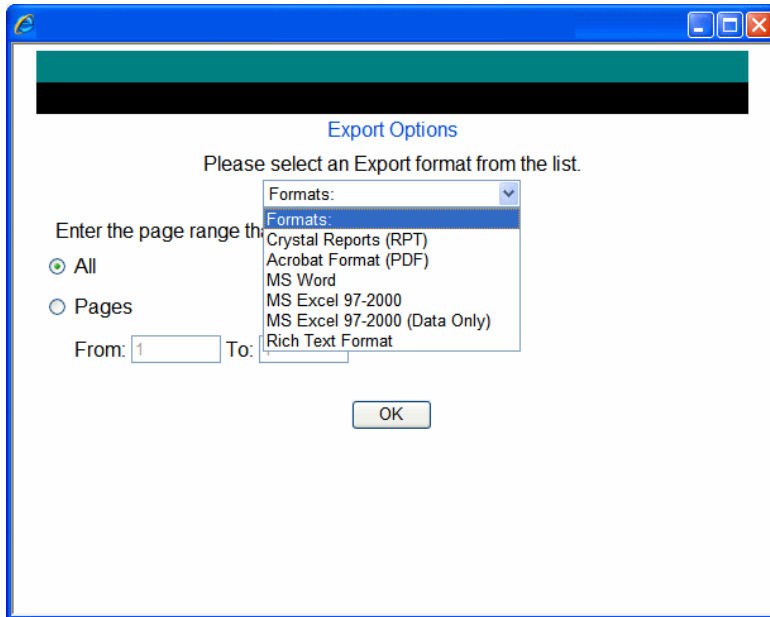 Export Options
Please select an Export format from the list.
Formats:
Formats:
Crystal Reports (RPT)
Acrobat Format (PDF)
MS Word
MS Excel 97-2000
MS Excel 97-2000 (Data Only)
Rich Text Format
Enter the page range
All
Pages
From: 1 To:
OK